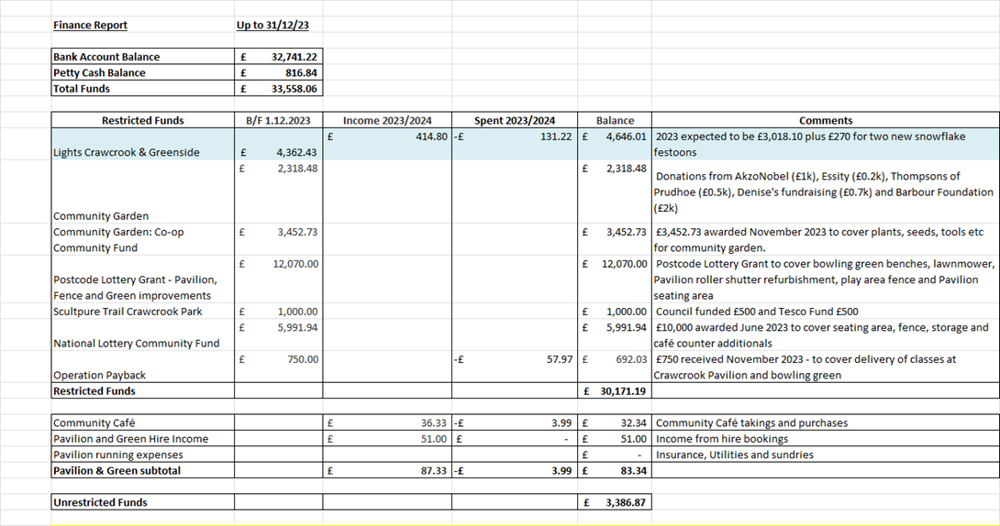 Finance Report Up to 31/12/23
Bank Account Balance £ 32,741.22
Petty Cash Balance £ 816.84
Total Funds £ 33,558.06
Restricted Funds B/F 1.12.2023 Income 2023/2024 Spent 2023/2024 Balance Comments
Lights Crawcrook & Greenside £ 4,362.43 £ 414.80 -£ 131.22 £ 4,646.01 2023 expected to be £3,018.10 plus £270 for two new snowflake
festoons
Community Garden £ 2,318.48 £ 2,318.48 Donations from AkzoNobel (£1k), Essity (£0.2k), Thompsons of
Prudhoe (£0.5k), Denise's fundraising (£0.7k) and Barbour Foundation
(£2k)
Community Garden: Co-op £ 3,452.73 £ 3,452.73 £3,452.73 awarded November 2023 to cover plants, seeds, tools etc
Community Fund for community garden.
£ 12,070.00 £ 12,070.00 Postcode Lottery Grant to cover bowling green benches, lawnmower,
Postcode Lottery Grant - Pavilion, Pavilion roller shutter refurbishment, play area fence and Pavilion
Fence and Green improvements seating area
Scultpure Trail Crawcrook Park £ 1,000.00 £ 1,000.00 Council funded £500 and Tesco Fund £500
£ 5,991.94 £ 5,991.94 £10,000 awarded June 2023 to cover seating area, fence, storage and
National Lottery Community Fund café counter additionals
£ 750.00 -£ 57.97 £ 692.03 £750 received November 2023 - to cover delivery of classes at
Operation Payback Crawcrook Pavilion and bowling green
Restricted Funds £ 30,171.19
Community Café £ 36.33 -£ 3.99 £ 32.34 Community Café takings and purchases
Pavilion and Green Hire Income £ 51.00 £ - £ 51.00 Income from hire bookings
Pavilion running expenses £ - Insurance, Utilities and sundries
Pavilion & Green subtotal £ 87.33 -£ 3.99 £ 83.34
Unrestricted Funds £ 3,386.87